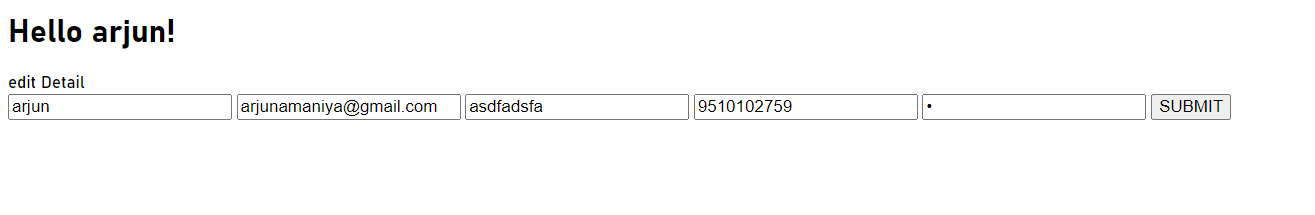 Hello arjun!
edit Detail
arjun arjunamaniya@gmail.com asdfadsfa 9510102759 • SUBMIT